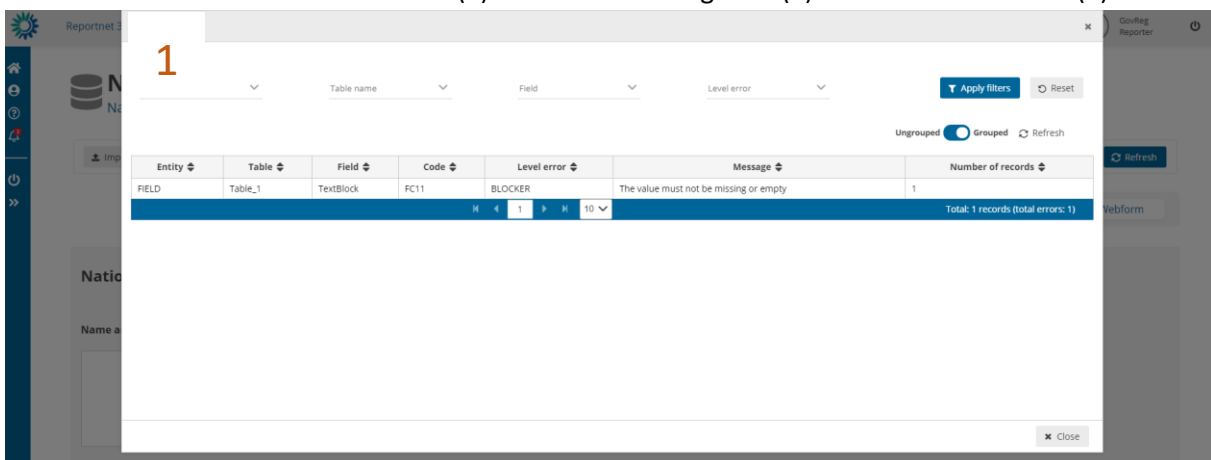 Reportnet 3
GovReg
Reporter
1
Table name
Field
Level error
Apply filters
Reset
Ungrouped
Grouped
Refresh
Entity Table Field Code Level error Message Number of records
FIELD Table_1 TextBlock FC11 BLOCKER The value must not be missing or empty 1
1 10 Total: 1 records (total errors: 1)
Refresh
Webform
Natio
Name a
Close